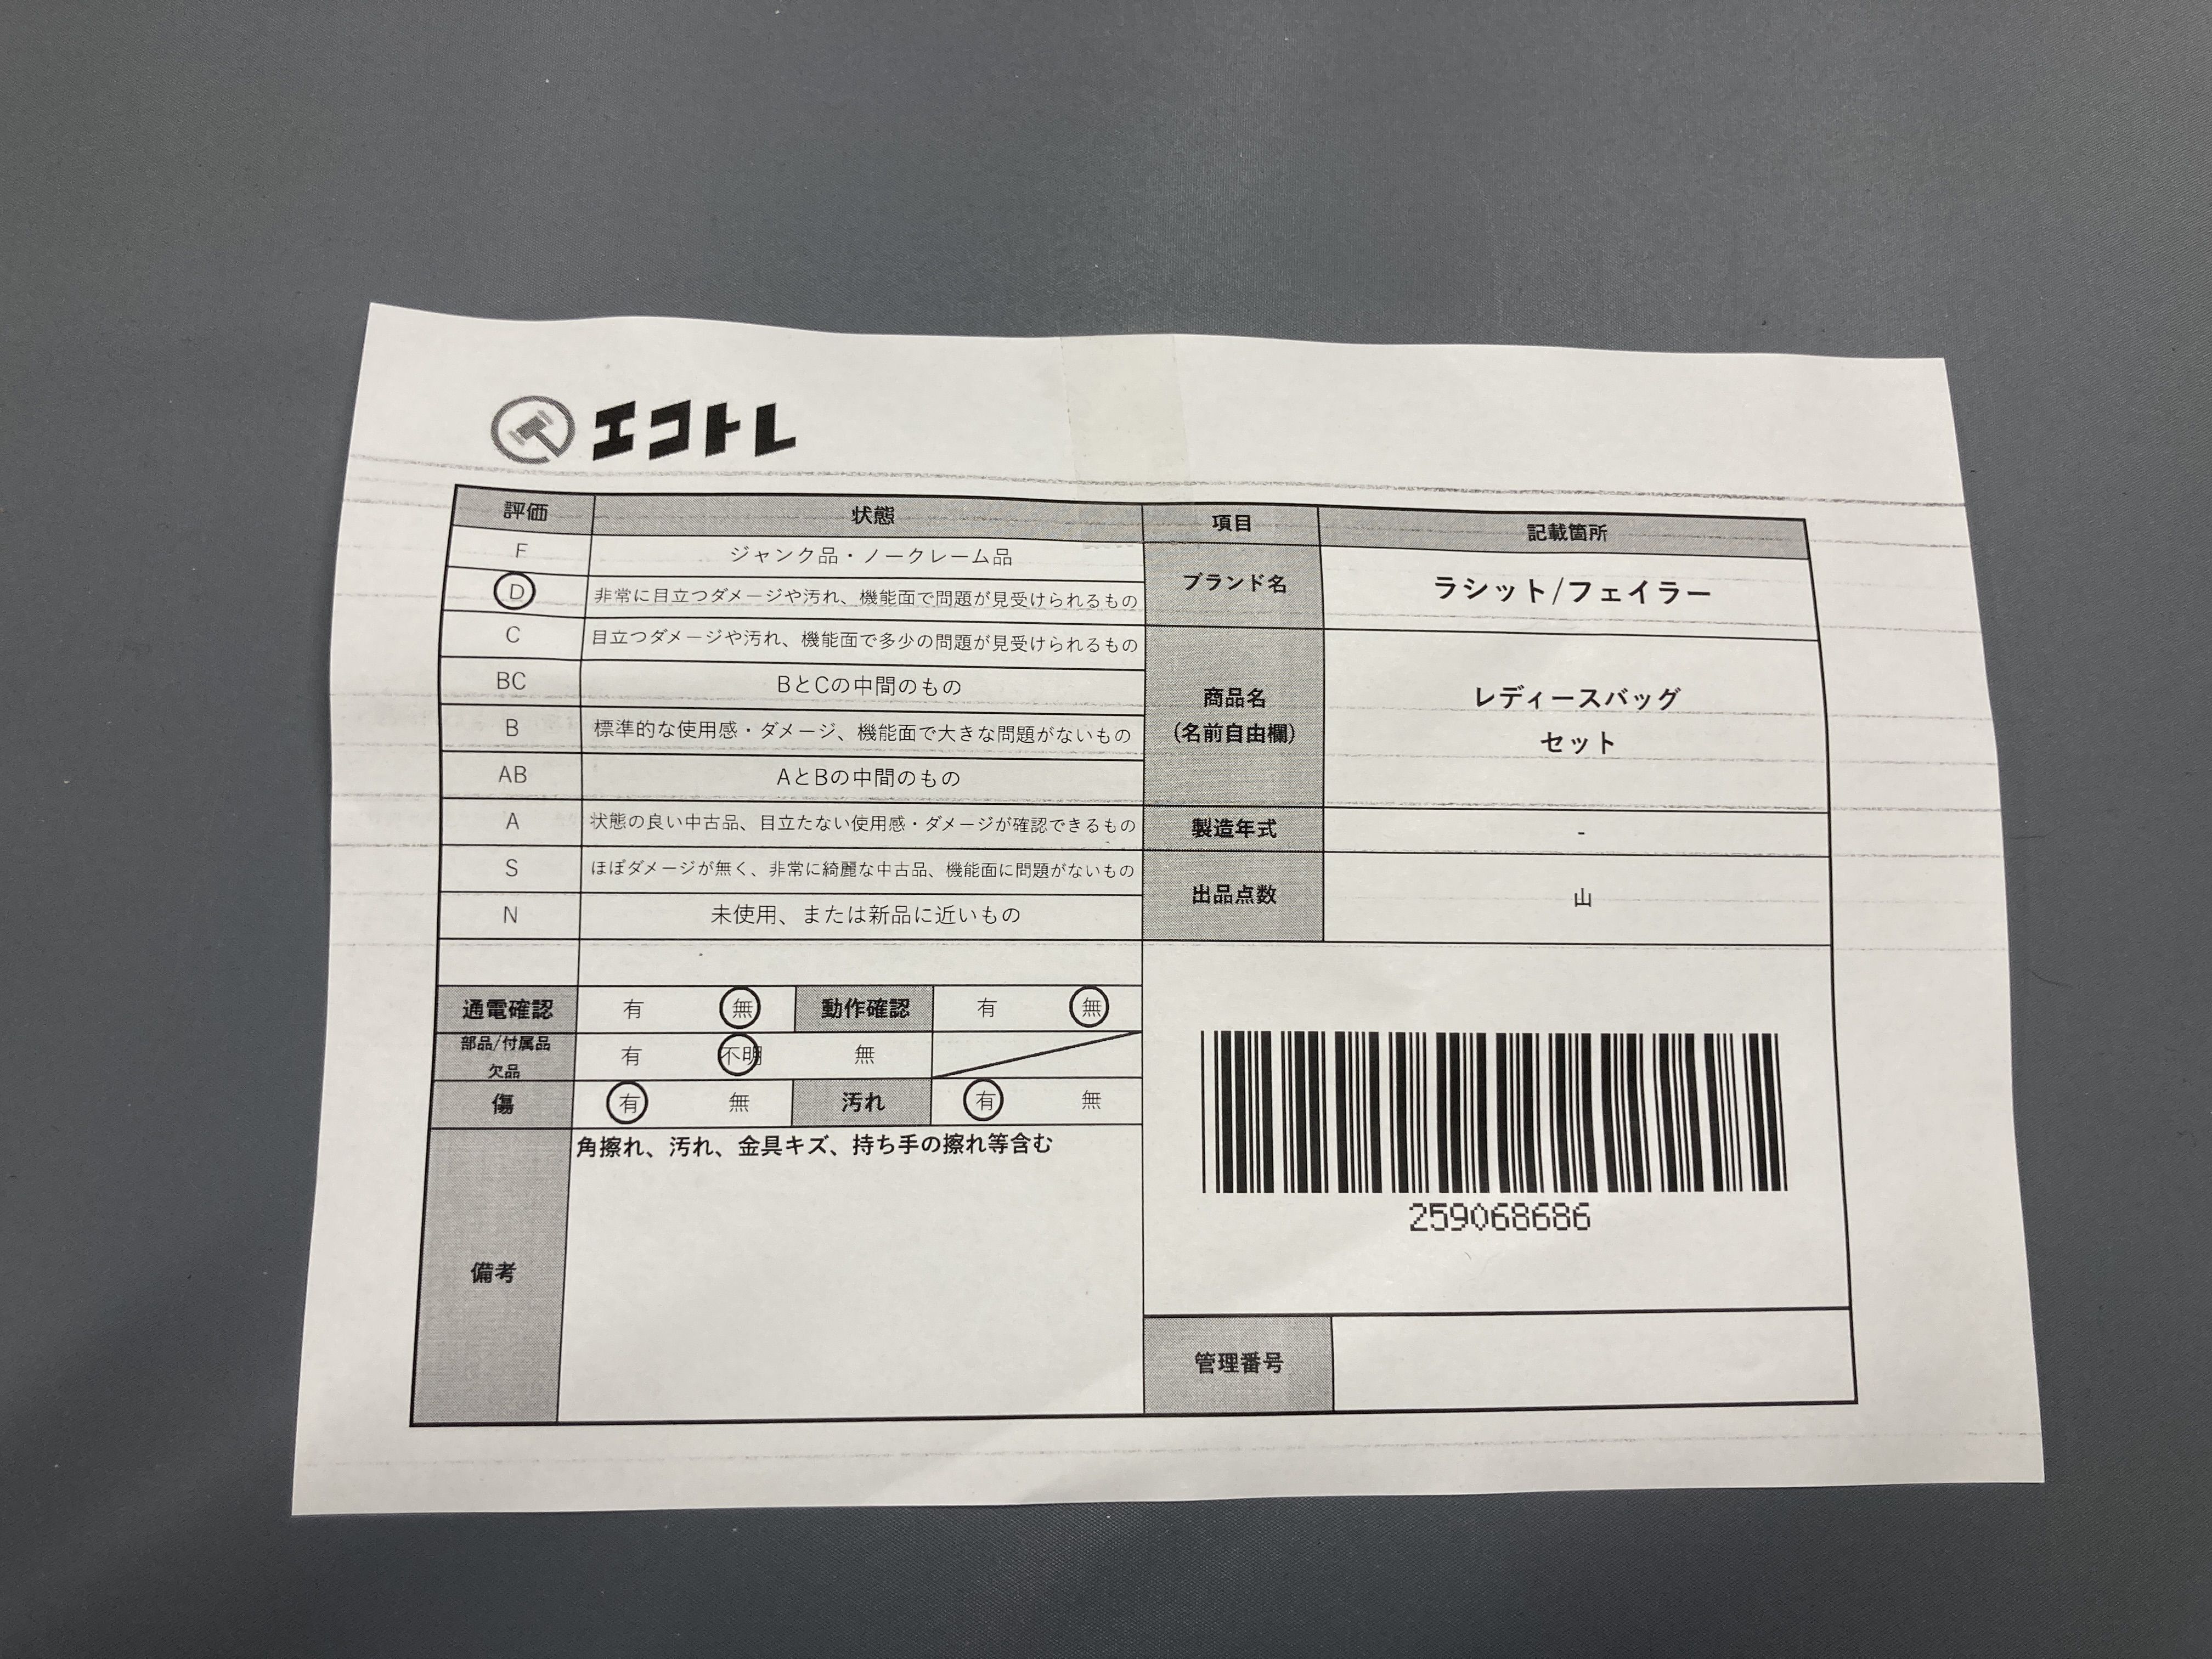 エコトレ
評価 状態 項目 記載箇所
F ジャンク品・ノークレーム品
D 非常に目立つダメージや汚れ、機能面で問題が見受けられるもの
ブランド名 ラシット/フェイラー
C 目立つダメージや汚れ、機能面で多少の問題が見受けられるもの
BC BとCの中間のもの
B 標準的な使用感・ダメージ、機能面で大きな問題がないもの
商品名
(名前自由欄)
レディースバッグ
セット
AB AとBの中間のもの
A 状態の良い中古品、目立たない使用感・ダメージが確認できるもの
製造年式 -
S ほぼダメージが無く、非常に綺麗な中古品、機能面に問題がないもの
出品点数 山
N 未使用、または新品に近いもの
通電確認 有 無 動作確認 有 無
部品/付属品
欠品
有 不明 無
傷 有 無 汚れ 有 無
備考
角擦れ、汚れ、金具キズ、持ち手の擦れ等含む
259068686
管理番号